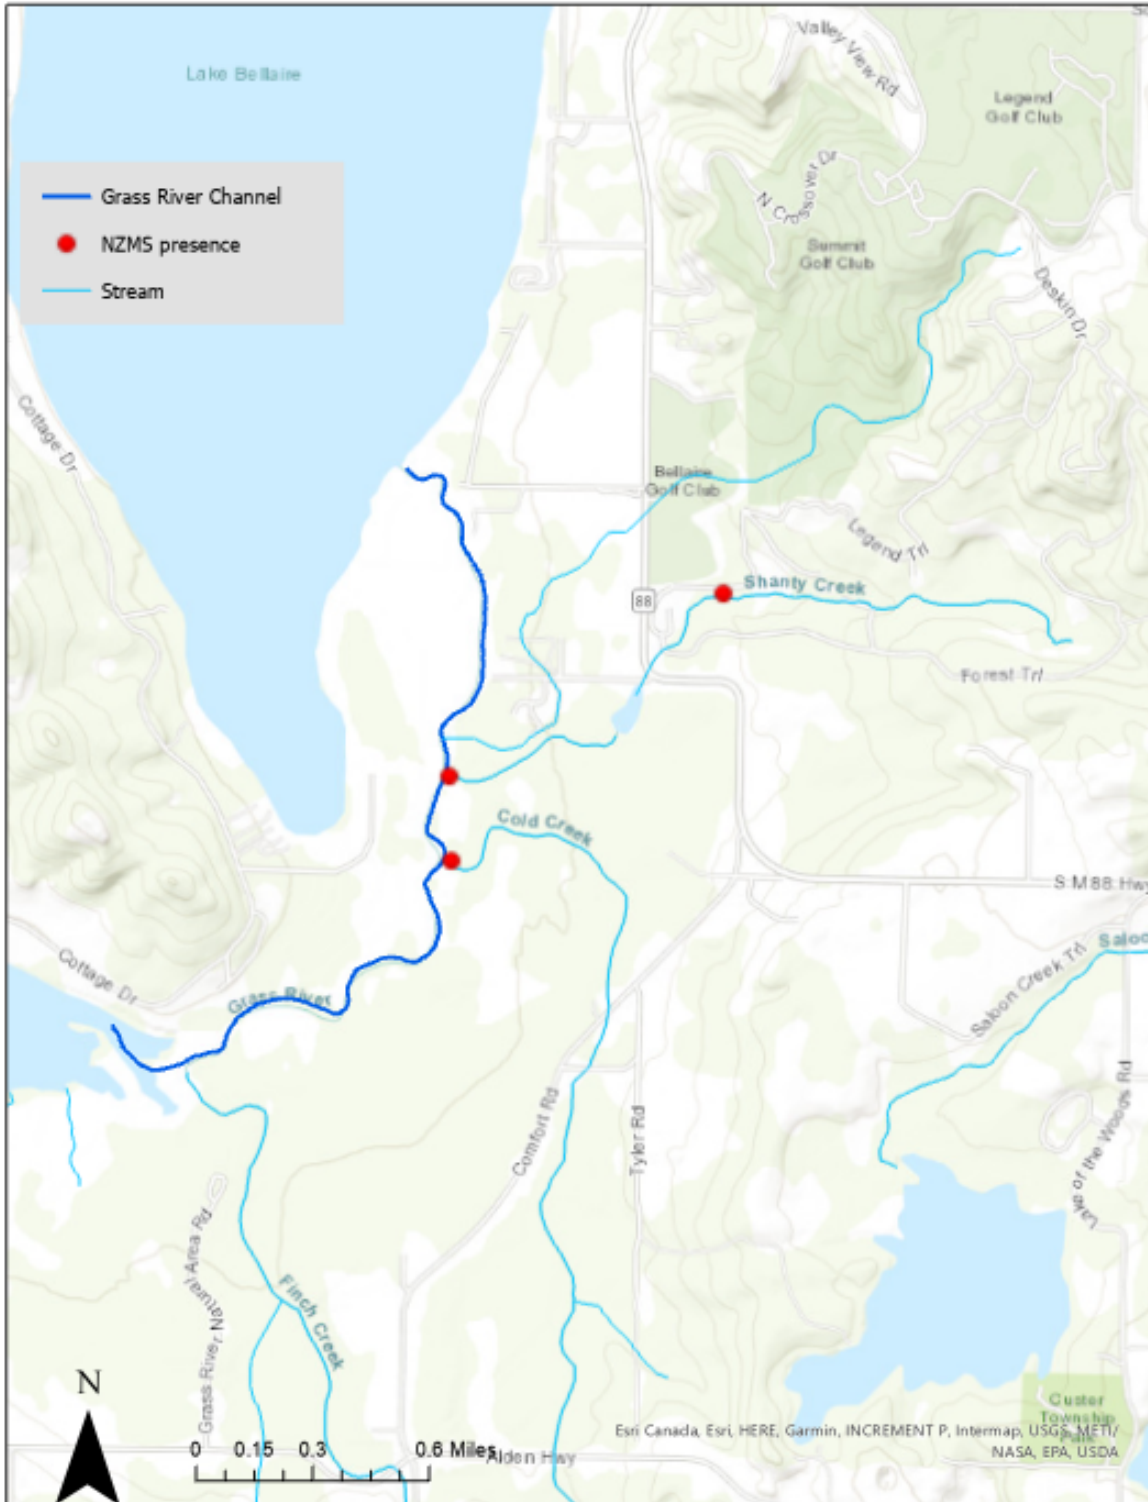 Valley View Rd
Lake Bellaire
Legend
Golf Club
Grass River Channel
NZMS presence
Stream
N Crossover Dr
Summit
Golf Club
Deskin Dr
Cottage Dr
Bellaire
Golf Club
Legend Trl
Shanty Creek
88
Forest Trl
Cold Creek
S M 88 Hwy
Saloo
Saloon Creek Trl
Cottage Dr
Grass River
Comfort Rd
Tyler Rd
Lake of the Woods Rd
Grass River Natural Area Rd
Finch Creek
N
Custer
Township
0 0.15 0.3 0.6 Miles
Alden Hwy
Esri Canada, Esri, HERE, Garmin, INCREMENT P, Intermap, USGS, METI/
NASA, EPA, USDA